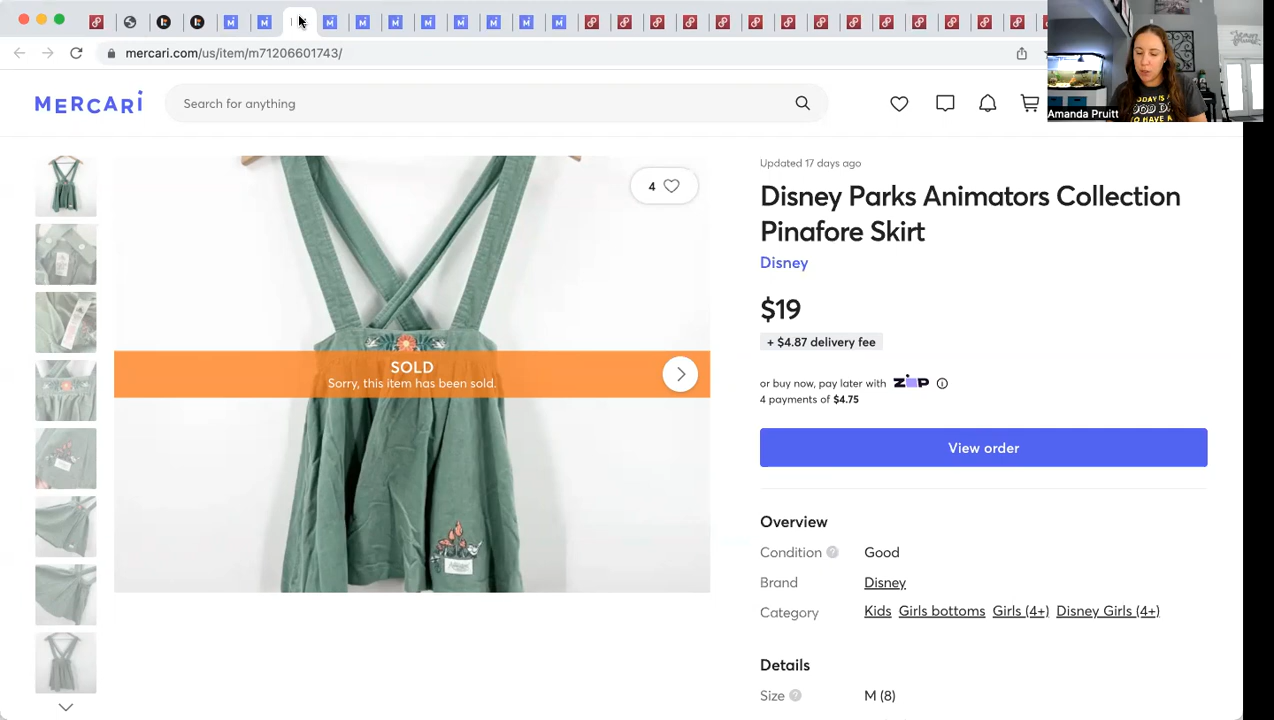 mercari.com/us/item/m71206601743/
MERCARI
Search for anything
Amanda Pruitt
4
SOLD
Sorry, this item has been sold.
Updated 17 days ago
Disney Parks Animators Collection
Pinafore Skirt
Disney
$19
+ $4.87 delivery fee
or buy now, pay later with ZIP
4 payments of $4.75
View order
Overview
Condition ? Good
Brand Disney
Category Kids Girls bottoms Girls (4+) Disney Girls (4+)
Details
Size ? M (8)